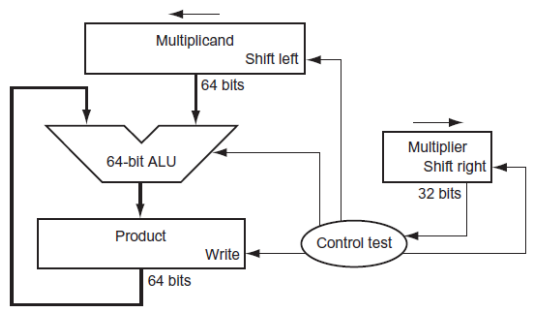 Multiplicand
Shift left
64 bits
64-bit ALU
Multiplier
Shift right
32 bits
Product
Write
Control test
64 bits